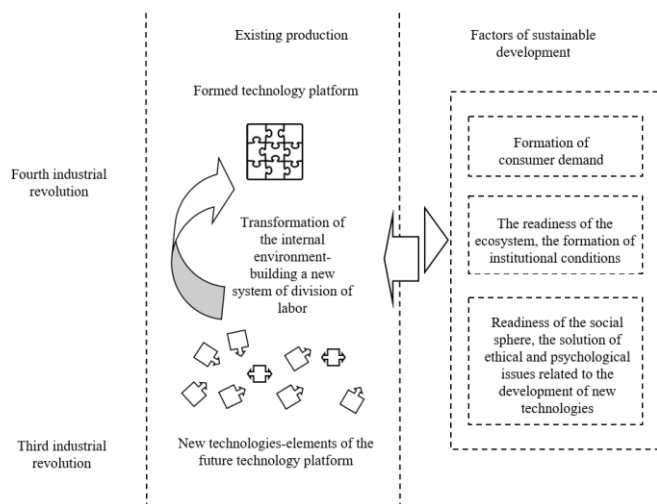 Existing production
Factors of sustainable
development
Formed technology platform
Formation of
consumer demand
Fourth industrial
revolution
Transformation of
the internal
environment-
building a new
system of division of
labor
The readiness of the
ecosystem, the formation of
institutional conditions
Readiness of the social
sphere, the solution of
ethical and psychological
issues related to the
development of new
technologies
Third industrial
revolution
New technologies-elements of the
future technology platform